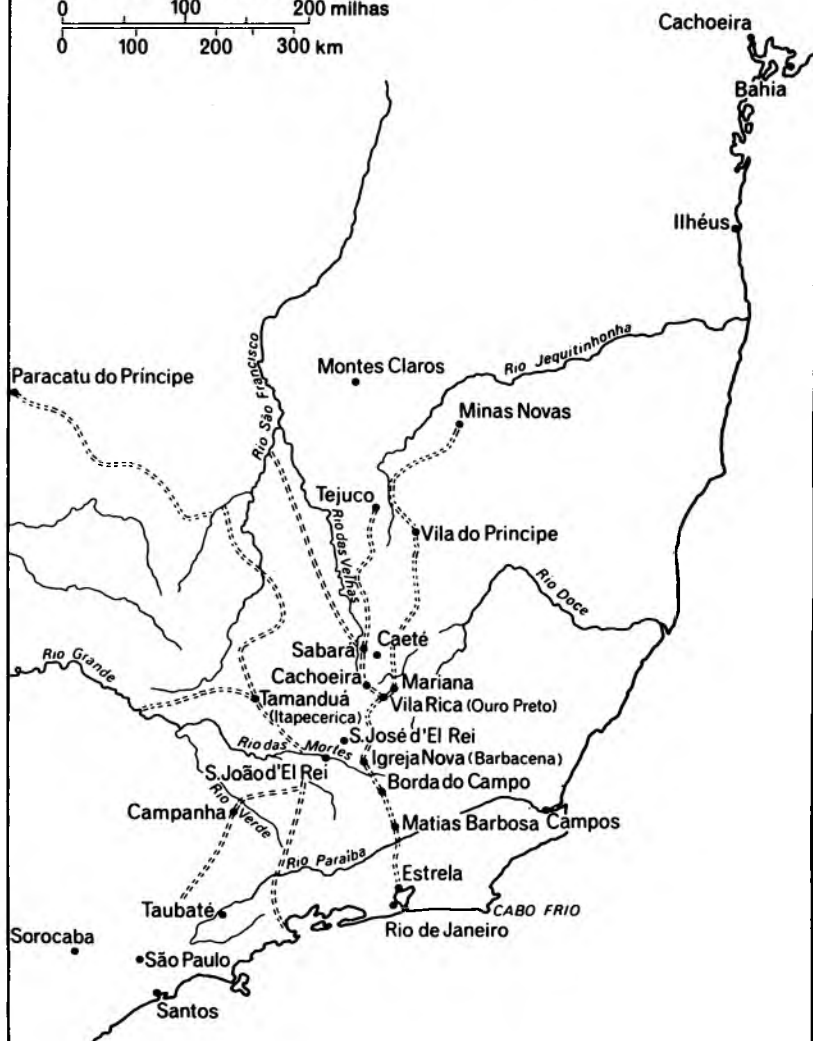 0 100 200 milhas
0 100 200 300 km
Cachoeira
Bahia
Ilhéus
Rio São Francisco
Rio Jequitinhonha
Montes Claros
Paracatu do Príncipe
Minas Novas
Tejuco
Rio das Velhas
Vila do Principe
Rio Doce
Sabará
Caeté
Rio Grande
Cachoeira
Mariana
Tamanduá
(Itapecerica)
Vila Rica (Ouro Preto)
S. José d'El Rei
Rio das Mortes
Igreja Nova (Barbacena)
S. João d'El Rei
Borda do Campo
Rio Verde
Campanha
Matias Barbosa
Campos
Rio Paraiba
Estrela
Taubaté
CABO FRIO
Rio de Janeiro
Sorocaba
São Paulo
Santos